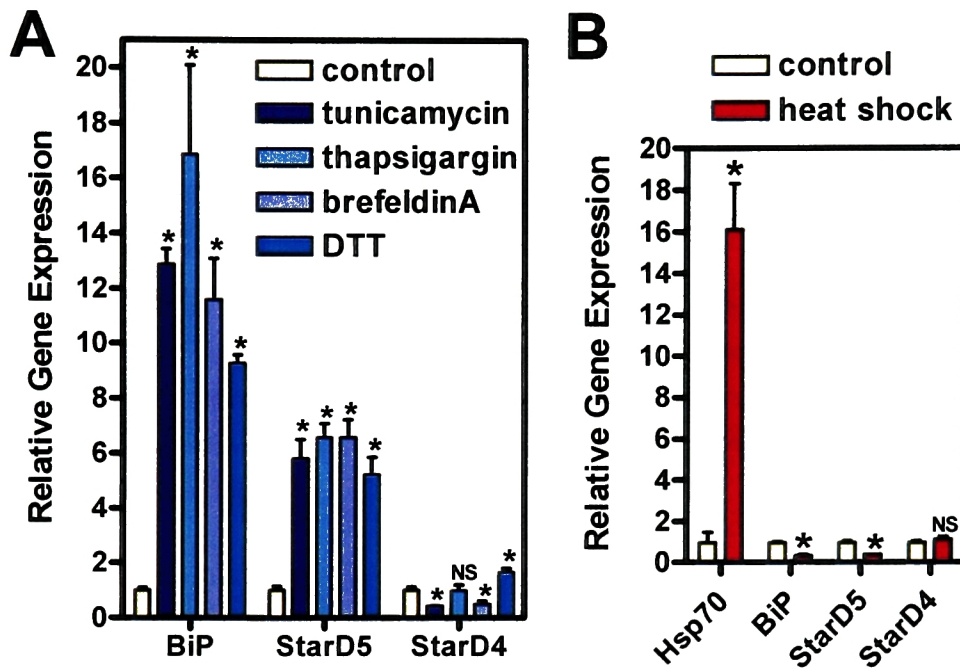 A
Relative Gene Expression
20
18
16
14
12
10
8
6
4
2
0
control
tunicamycin
thapsigargin
brefeldinA
DTT
* * * * *
* * * *
* NS * *
BiP StarD5 StarD4
B
control
heat shock
Relative Gene Expression
20
18
16
14
12
10
8
6
4
2
0
*
* * NS
Hsp70 BiP StarD5 StarD4